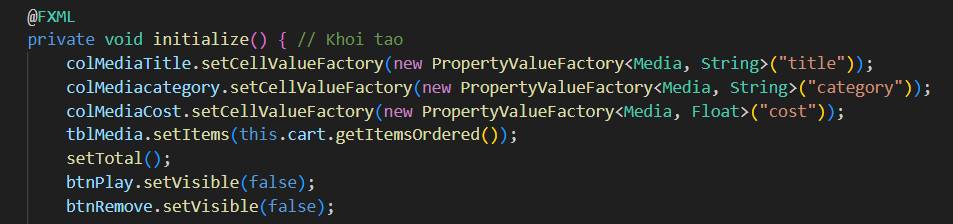 @FXML
private void initialize() { // Khoi tao
colMediaTitle.setCellValueFactory(new PropertyValueFactory<Media, String>("title"));
colMediacategory.setCellValueFactory(new PropertyValueFactory<Media, String>("category"));
colMediaCost.setCellValueFactory(new PropertyValueFactory<Media, Float>("cost"));
tblMedia.setItems(this.cart.getItemsOrdered());
setTotal();
btnPlay.setVisible(false);
btnRemove.setVisible(false);